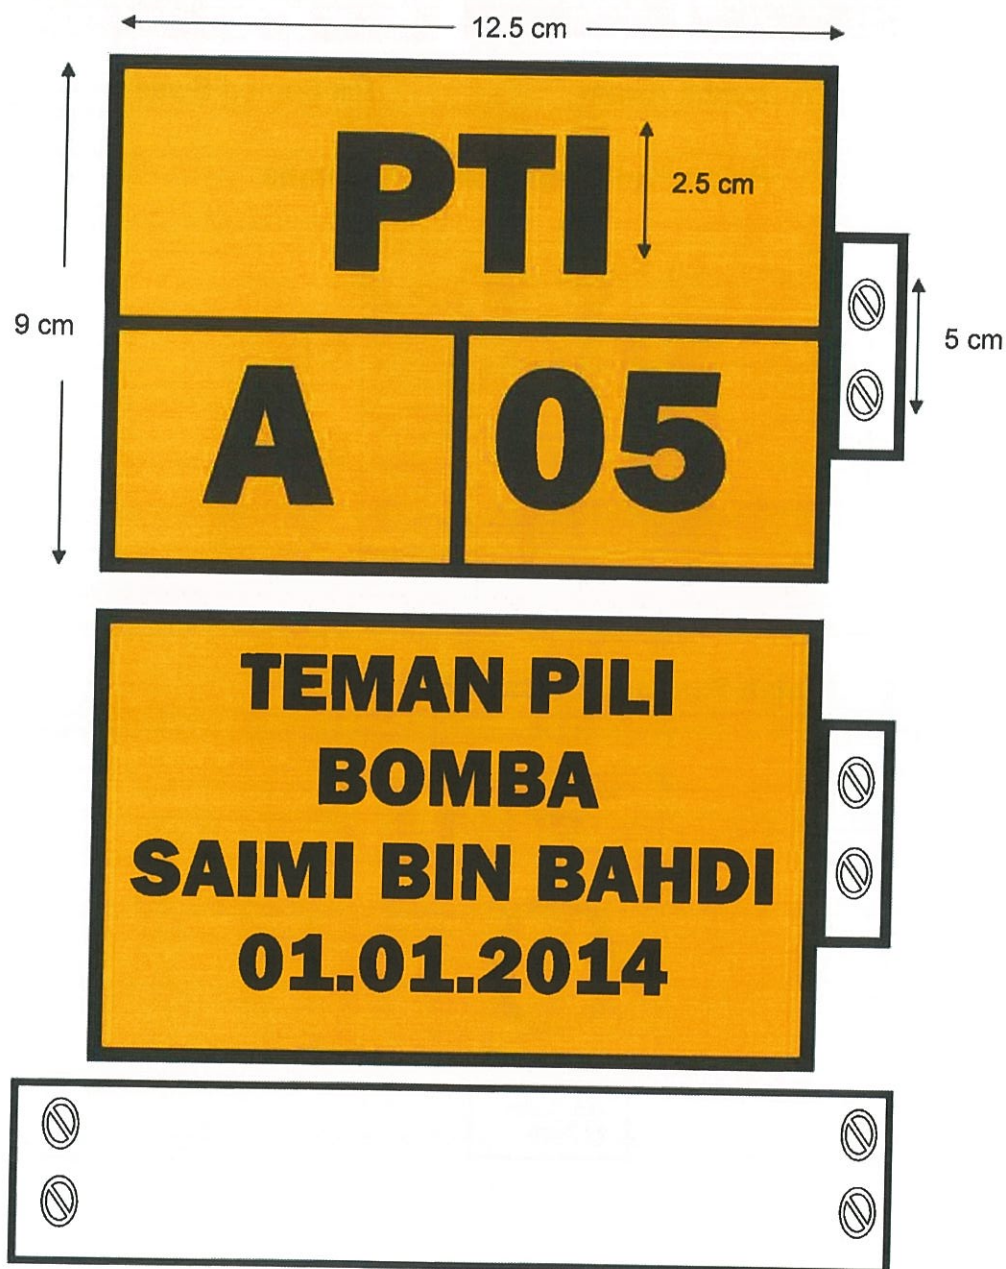 12.5 cm
PTI
2.5 cm
9 cm
5 cm
A 05
TEMAN PILI
BOMBA
SAIMI BIN BAHDI
01.01.2014